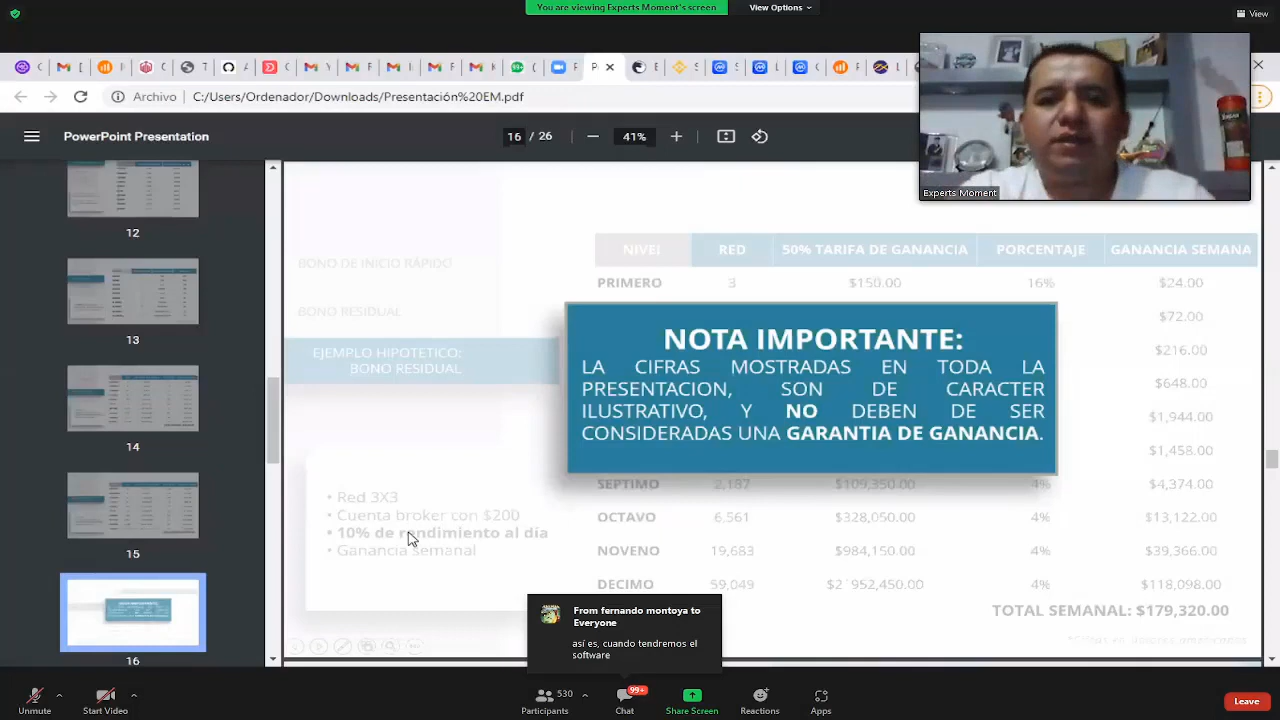 You are viewing Experts Moment's screen
View Options
View
Archivo
C:/Users/Ordenador/Downloads/Presentación%20EM.pdf
PowerPoint Presentation
16 / 26
41%
Experts Moment
12
13
14
15
16
BONO DE INICIO RÁPIDO
BONO RESIDUAL
EJEMPLO HIPOTETICO:
BONO RESIDUAL
• Red 3X3
• Cuenta broker con $200
• 10% de rendimiento al día
• Ganancia semanal
NIVEL RED 50% TARIFA DE GANANCIA PORCENTAJE GANANCIA SEMANA
PRIMERO 3 $150.00 16% $24.00
$72.00
$216.00
$648.00
$1,944.00
$1,458.00
SEPTIMO 2,187 $109,350.00 4% $4,374.00
OCTAVO 6,561 $328,050.00 4% $13,122.00
NOVENO 19,683 $984,150.00 4% $39,366.00
DECIMO 59,049 $2´952,450.00 4% $118,098.00
TOTAL SEMANAL: $179,320.00
NOTA IMPORTANTE:
LA CIFRAS MOSTRADAS EN TODA LA
PRESENTACION, SON DE CARACTER
ILUSTRATIVO, Y NO DEBEN DE SER
CONSIDERADAS UNA GARANTIA DE GANANCIA.
From fernando montoya to
Everyone
así es, cuando tendremos el
software
Unmute
Start Video
530
Participants
99+
Chat
Share Screen
Reactions
Apps
Leave